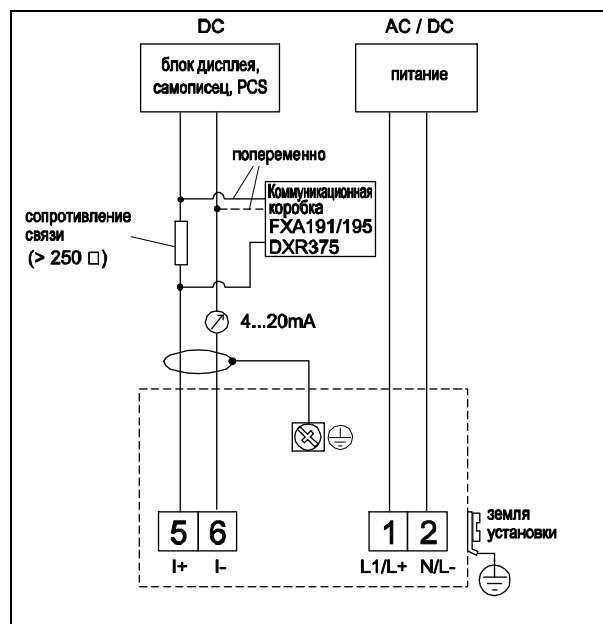 DC
AC / DC
блок дисплея,
самописец, PCS
питание
попеременно
Коммуникационная
коробка
FXA191/195
DXR375
сопротивление
связи
(> 250 □)
4...20mA
5 6
I+ I-
1 2
L1/L+ N/L-
земля
установки